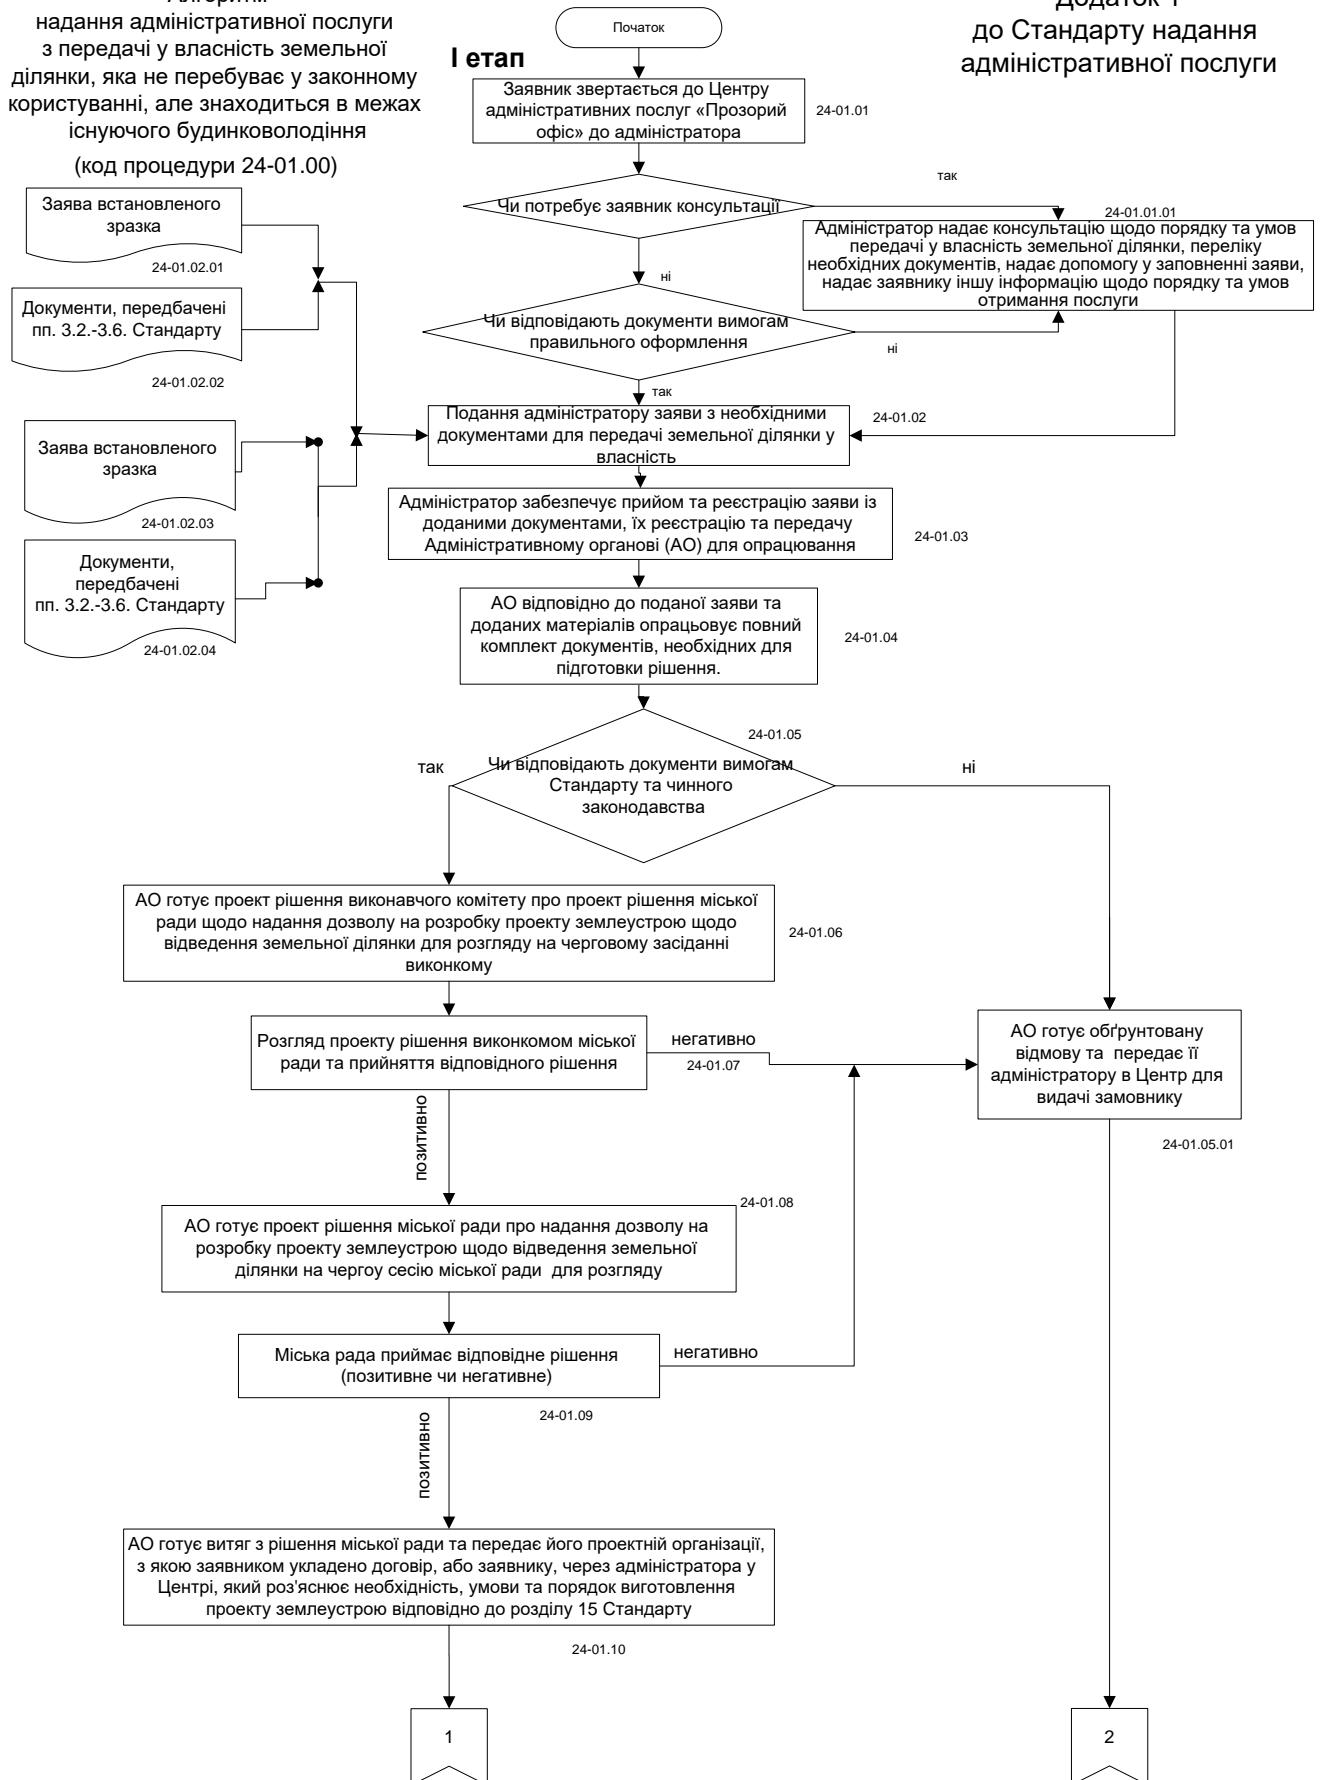 Алгоритм
надання адміністративної послуги
з передачі у власність земельної
ділянки, яка не перебуває у законному
користуванні, але знаходиться в межах
існуючого будинковолодіння
(код процедури 24-01.00)
Додаток 1
до Стандарту надання
адміністративної послуги
І етап
Початок
Заявник звертається до Центру
адміністративних послуг «Прозорий
офіс» до адміністратора
24-01.01
Чи потребує заявник консультації
так
ні
24-01.01.01
Адміністратор надає консультацію щодо порядку та умов
передачі у власність земельної ділянки, переліку
необхідних документів, надає допомогу у заповненні заяви,
надає заявнику іншу інформацію щодо порядку та умов
отримання послуги
Чи відповідають документи вимогам
правильного оформлення
ні
так
Заява встановленого
зразка
24-01.02.01
Документи, передбачені
пп. 3.2.-3.6. Стандарту
24-01.02.02
Заява встановленого
зразка
24-01.02.03
Документи,
передбачені
пп. 3.2.-3.6. Стандарту
24-01.02.04
Подання адміністратору заяви з необхідними
документами для передачі земельної ділянки у
власність
24-01.02
Адміністратор забезпечує прийом та реєстрацію заяви із
доданими документами, їх реєстрацію та передачу
Адміністративному органові (АО) для опрацювання
24-01.03
АО відповідно до поданої заяви та
доданих матеріалів опрацьовує повний
комплект документів, необхідних для
підготовки рішення.
24-01.04
24-01.05
Чи відповідають документи вимогам
Стандарту та чинного
законодавства
так
ні
АО готує проект рішення виконавчого комітету про проект рішення міської
ради щодо надання дозволу на розробку проекту землеустрою щодо
відведення земельної ділянки для розгляду на черговому засіданні
виконкому
24-01.06
Розгляд проекту рішення виконкомом міської
ради та прийняття відповідного рішення
негативно
24-01.07
позитивно
АО готує обґрунтовану
відмову та  передає її
адміністратору в Центр для
видачі замовнику
24-01.05.01
24-01.08
АО готує проект рішення міської ради про надання дозволу на
розробку проекту землеустрою щодо відведення земельної
ділянки на чергоу сесію міської ради  для розгляду
Міська рада приймає відповідне рішення
(позитивне чи негативне)
негативно
24-01.09
позитивно
АО готує витяг з рішення міської ради та передає його проектній організації,
з якою заявником укладено договір, або заявнику, через адміністратора у
Центрі, який роз'яснює необхідність, умови та порядок виготовлення
проекту землеустрою відповідно до розділу 15 Стандарту
24-01.10
1
2